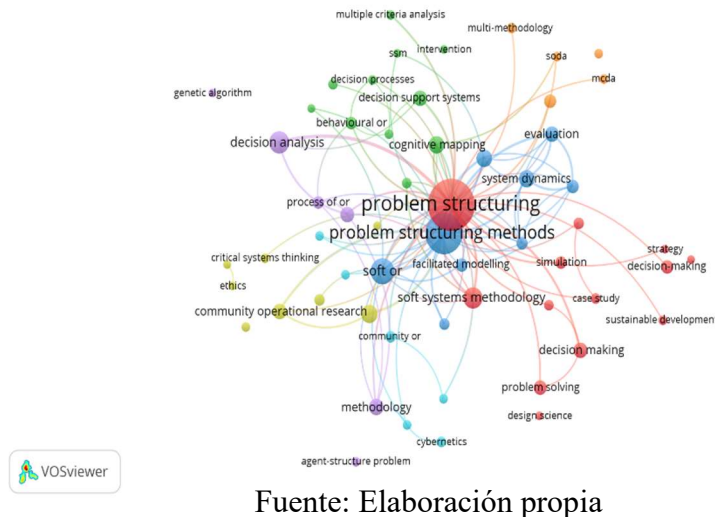 multiple criteria analysis
multi-methodology
ssm
intervention
soda
mcda
decision processes
genetic algorithm
decision support systems
behavioural or
evaluation
decision analysis
cognitive mapping
system dynamics
process of or
problem structuring
problem structuring methods
strategy
critical systems thinking
soft or
facilitated modelling
simulation
decision-making
ethics
soft systems methodology
case study
community operational research
sustainable development
community or
decision making
problem solving
methodology
design science
cybernetics
agent-structure problem
VOSviewer
Fuente: Elaboración propia